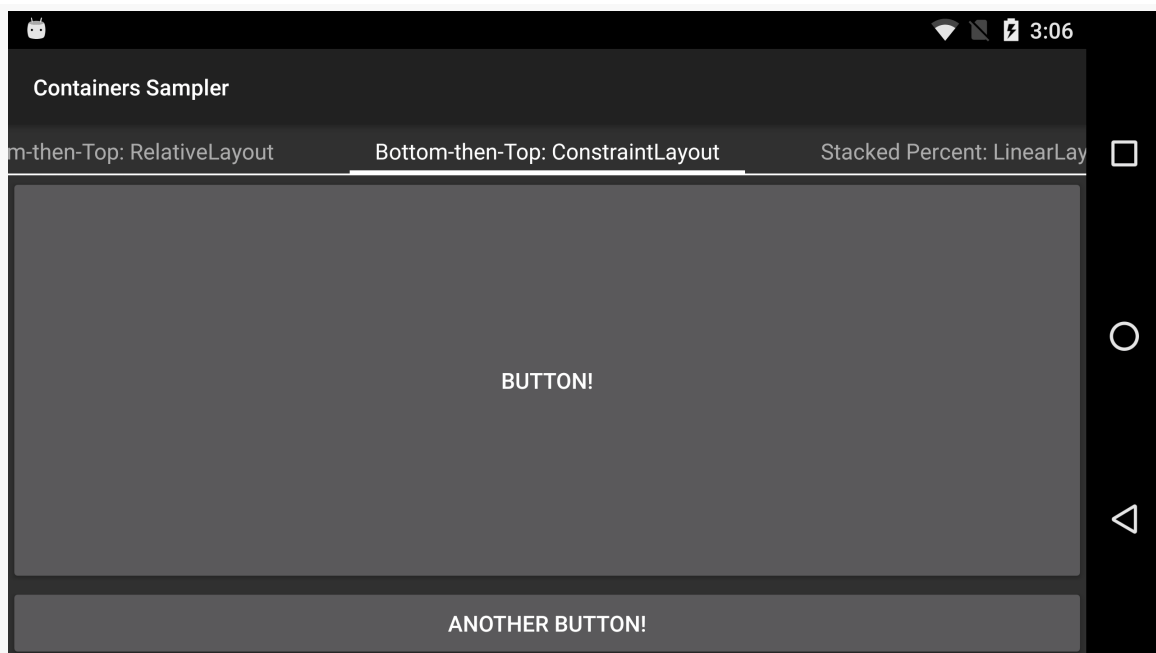 3:06
Containers Sampler
m-then-Top: RelativeLayout
Bottom-then-Top: ConstraintLayout
Stacked Percent: LinearLay
BUTTON!
ANOTHER BUTTON!